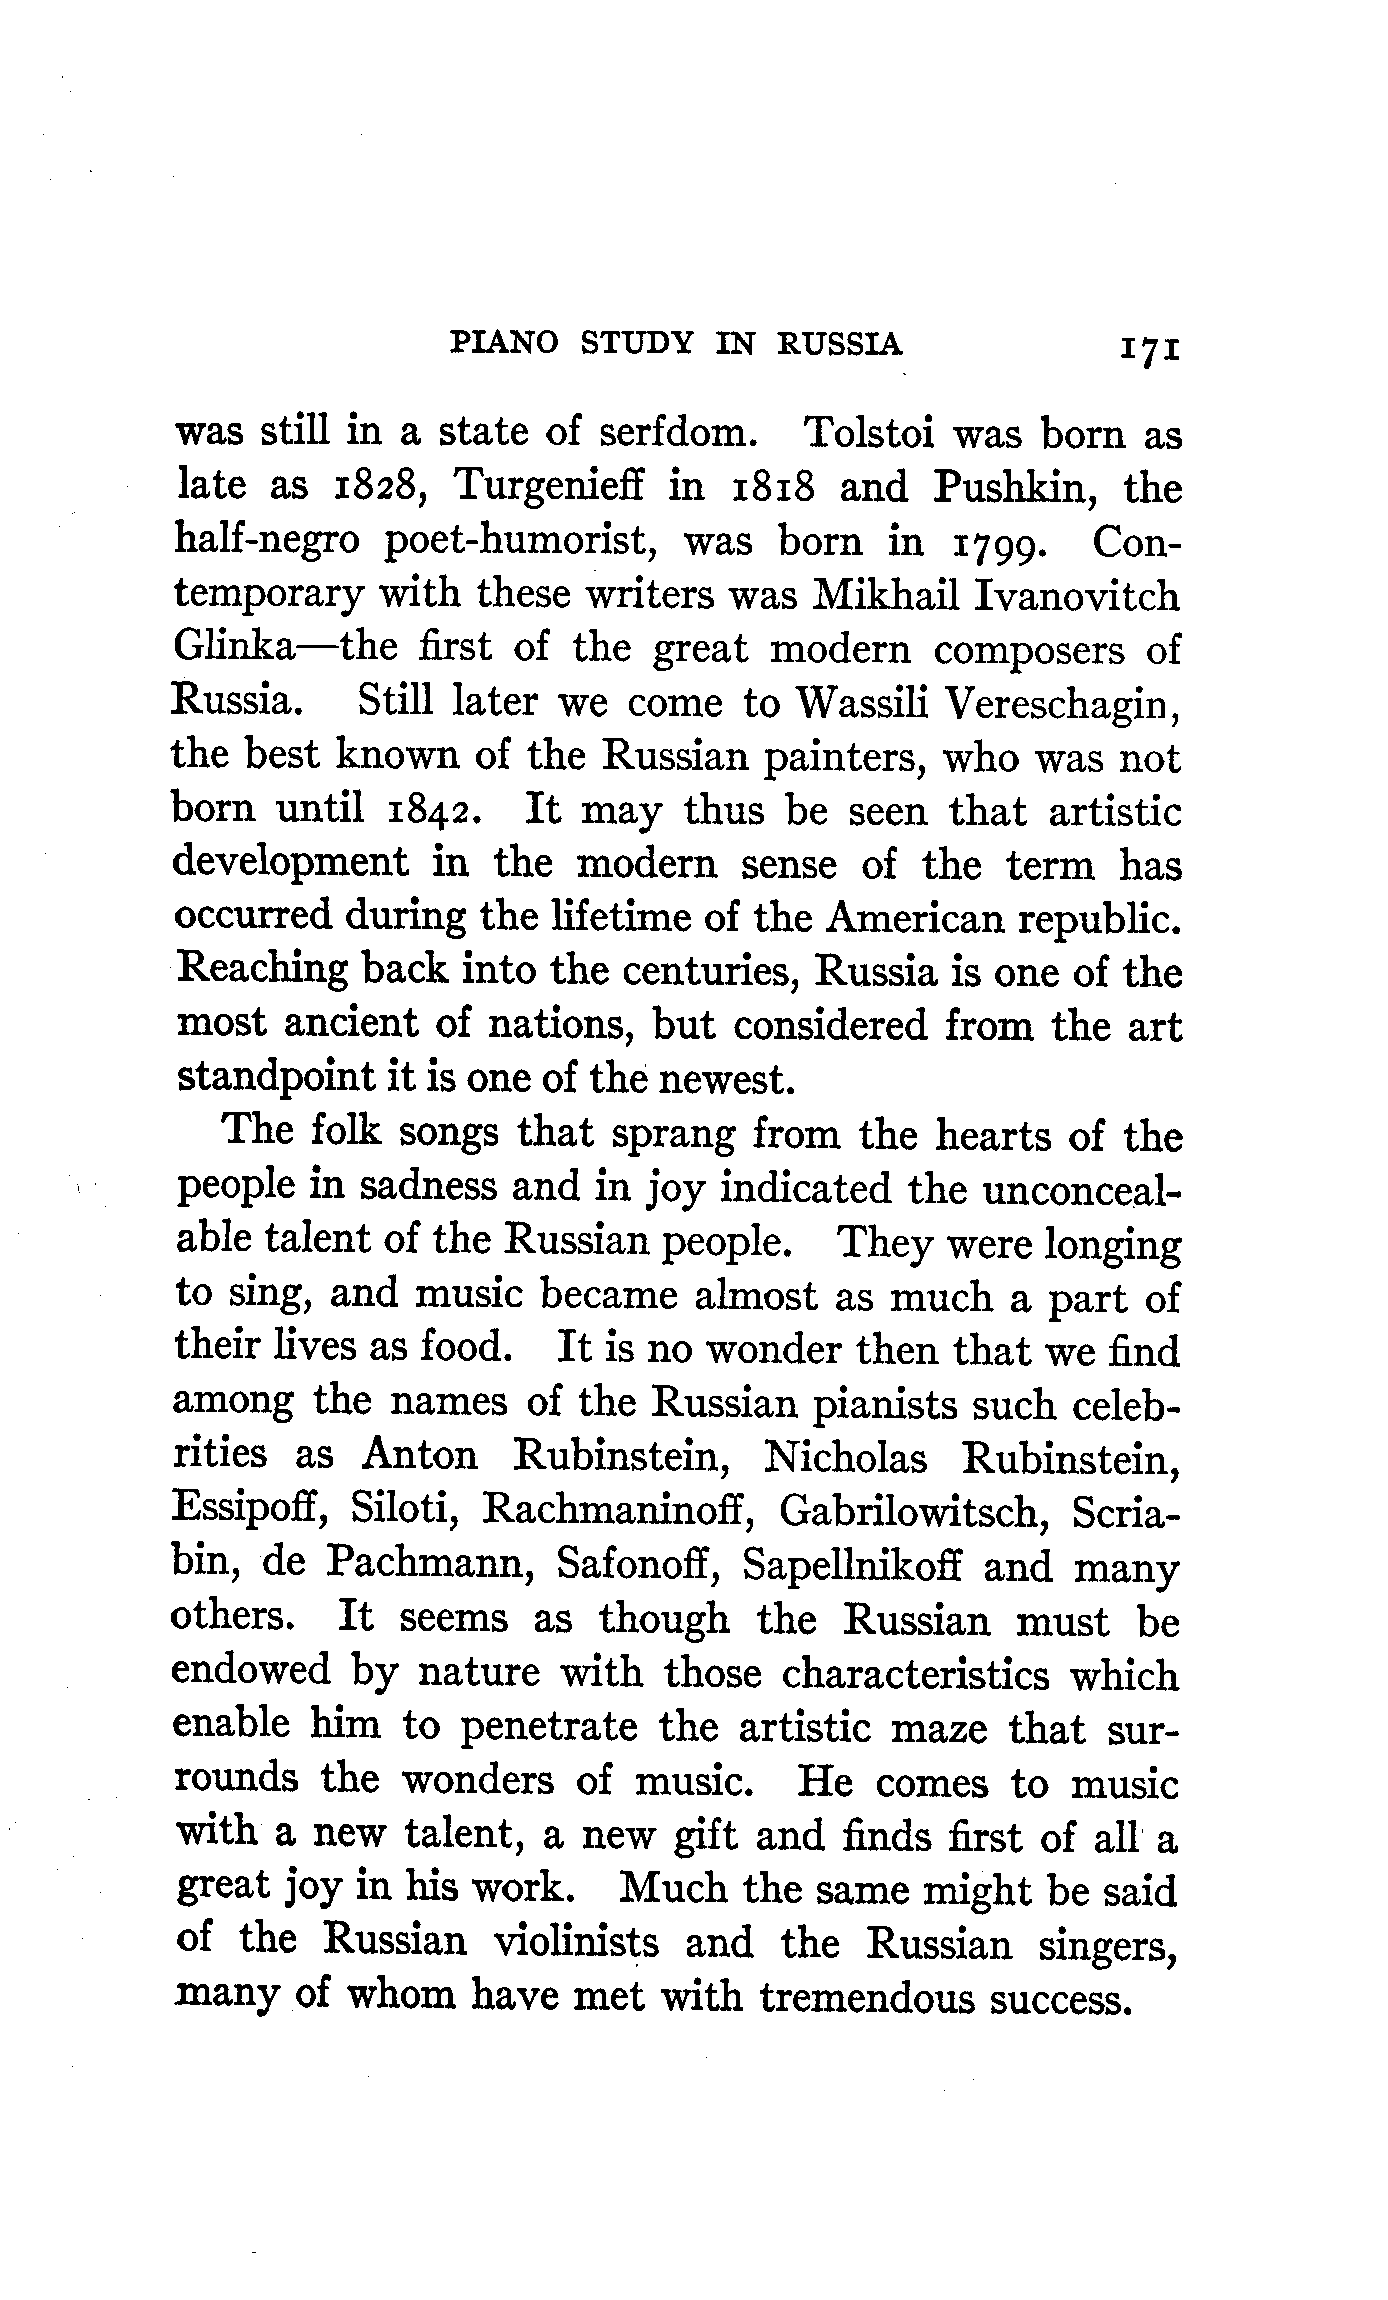 PIANO STUDY IN RUSSIA 171
was still in a state of serfdom. Tolstoi was born as
late as 1828, Turgenieff in 1818 and Pushkin, the
half-negro poet-humorist, was born in 1799. Con-
temporary with these writers was Mikhail Ivanovitch
Glinka—the first of the great modern composers of
Russia. Still later we come to Wassili Vereschagin,
the best known of the Russian painters, who was not
born until 1842. It may thus be seen that artistic
development in the modern sense of the term has
occurred during the lifetime of the American republic.
Reaching back into the centuries, Russia is one of the
most ancient of nations, but considered from the art
standpoint it is one of the newest.
The folk songs that sprang from the hearts of the
people in sadness and in joy indicated the unconceal-
able talent of the Russian people. They were longing
to sing, and music became almost as much a part of
their lives as food. It is no wonder then that we find
among the names of the Russian pianists such celeb-
rities as Anton Rubinstein, Nicholas Rubinstein,
Essipoff, Siloti, Rachmaninoff, Gabrilowitsch, Scria-
bin, de Pachmann, Safonoff, Sapellnikoff and many
others. It seems as though the Russian must be
endowed by nature with those characteristics which
enable him to penetrate the artistic maze that sur-
rounds the wonders of music. He comes to music
with a new talent, a new gift and finds first of all a
great joy in his work. Much the same might be said
of the Russian violinists and the Russian singers,
many of whom have met with tremendous success.